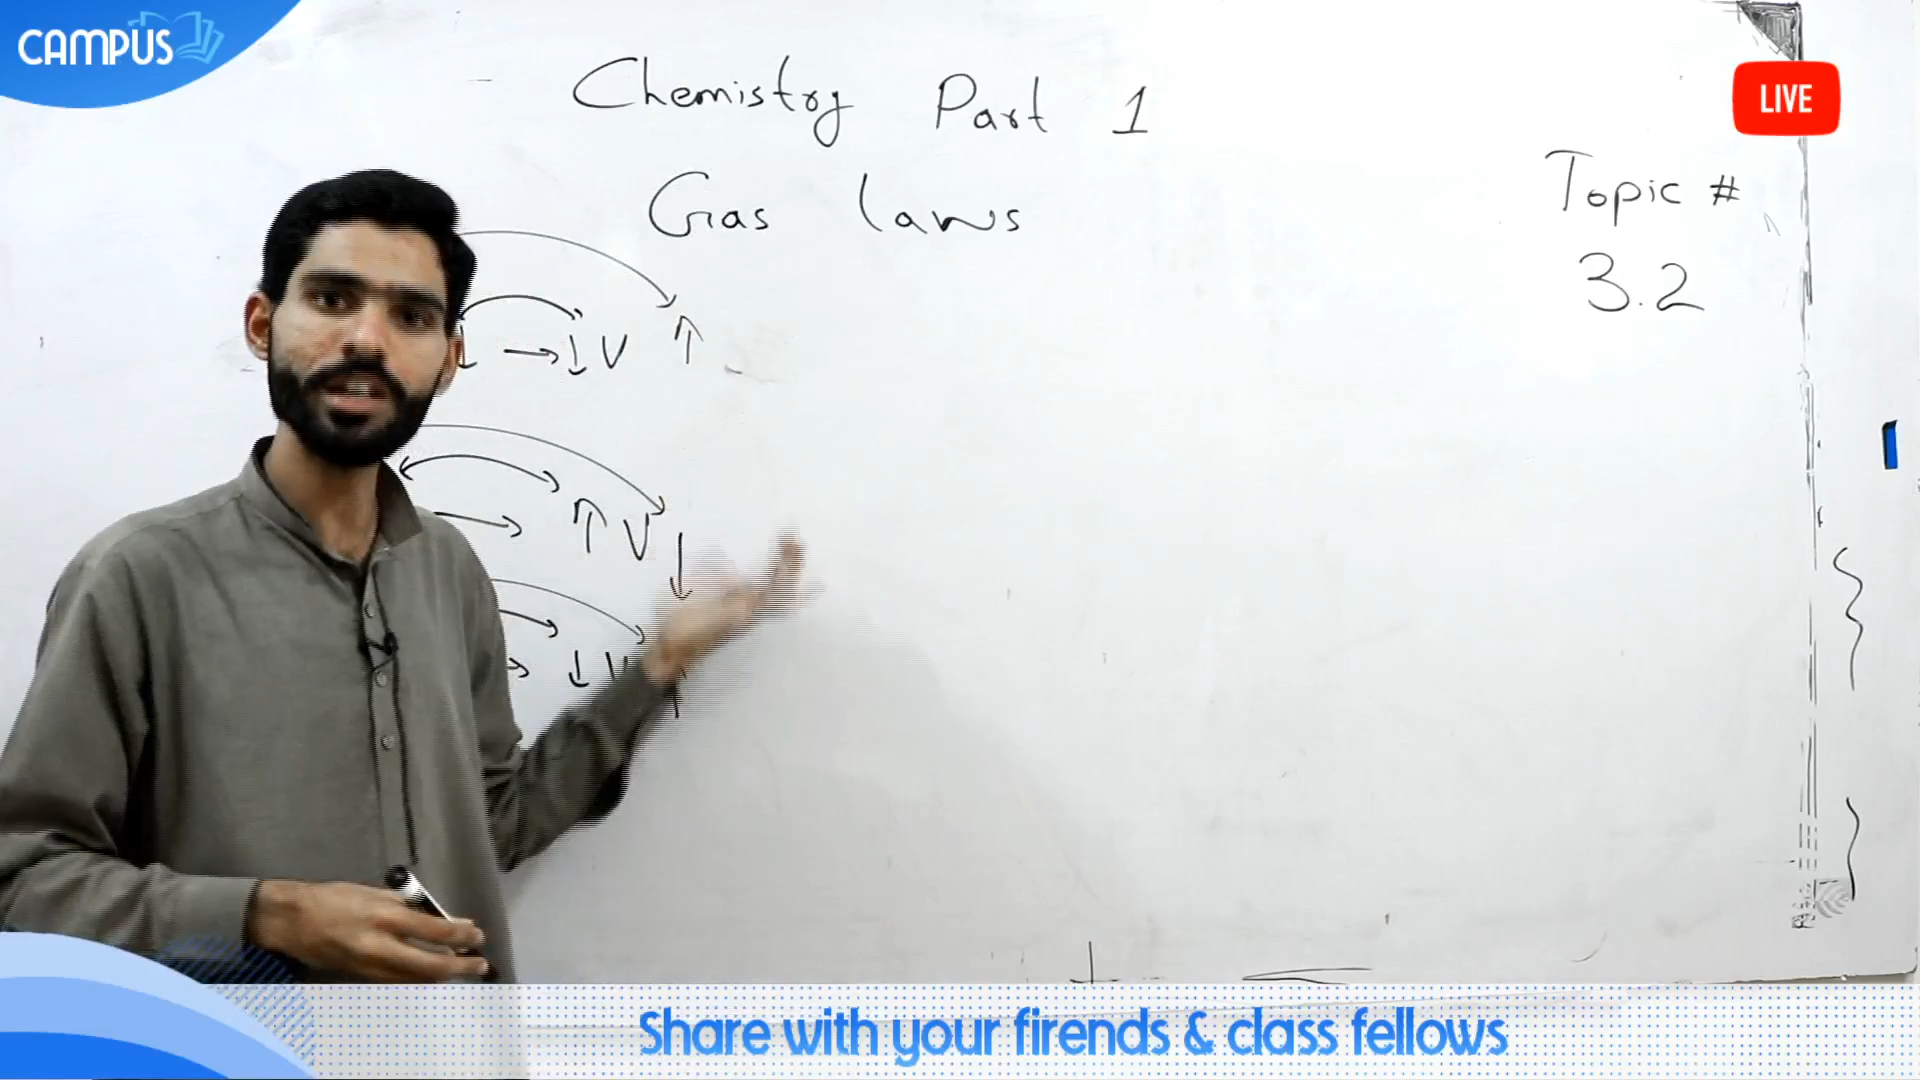 CAMPUS
LIVE
Chemistry Part 1
Gas laws
Topic #
3.2
↓ → ↓ V ↑
→ ↑ V ↓
→ ↓ V
Share with your firends & class fellows